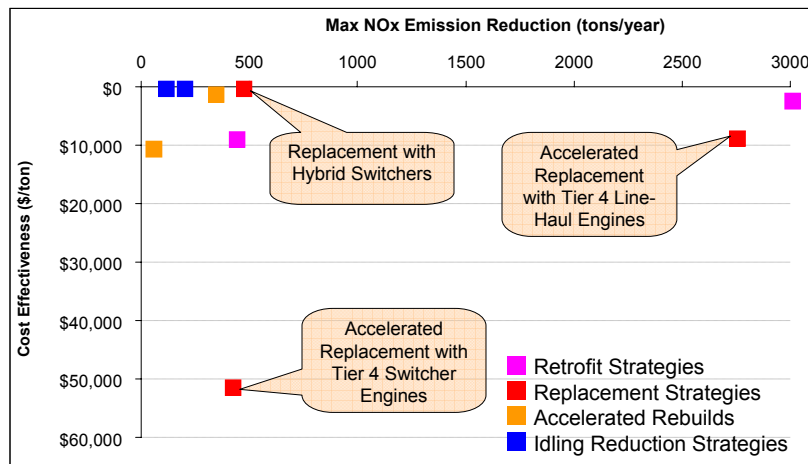 Max NOx Emission Reduction (tons/year)
0 500 1000 1500 2000 2500 3000
Cost Effectiveness ($/ton)
$0
$10,000
$20,000
$30,000
$40,000
$50,000
$60,000
Replacement with
Hybrid Switchers
Accelerated
Replacement
with Tier 4 Line-
Haul Engines
Accelerated
Replacement with
Tier 4 Switcher
Engines
Retrofit Strategies
Replacement Strategies
Accelerated Rebuilds
Idling Reduction Strategies